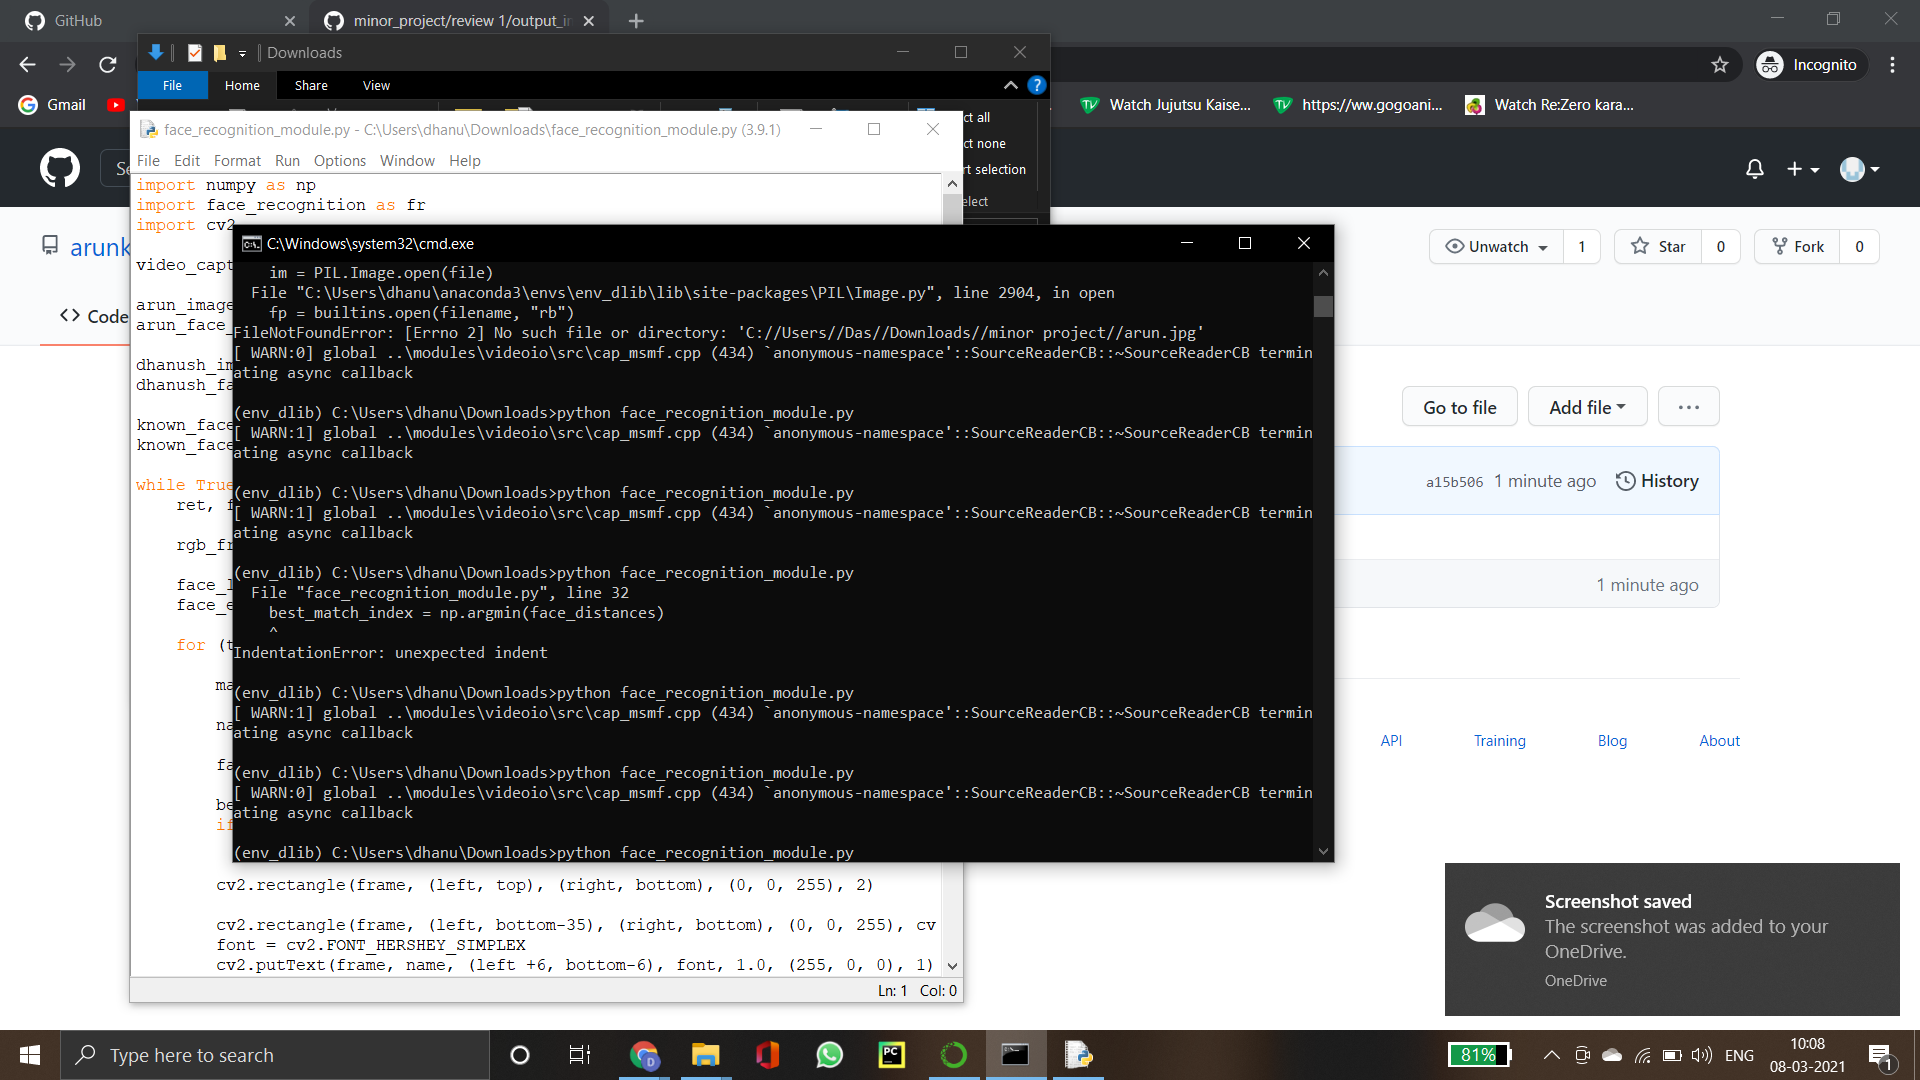 GitHub
minor_project/review 1/output_i
Downloads
File Home Share View
Incognito
Gmail
Watch Jujutsu Kaise...
https://ww.gogoani...
Watch Re:Zero kara...
ct all
ct none
rt selection
elect
face_recognition_module.py - C:\Users\dhanu\Downloads\face_recognition_module.py (3.9.1)
File Edit Format Run Options Window Help
import numpy as np
import face_recognition as fr
import cv2
video_capt
arun_image
arun_face_
dhanush_im
dhanush_fa
known_face
known_face
while True
ret, f
rgb_fr
face_l
face_e
for (t
ma
na
fa
be
if
cv2.rectangle(frame, (left, top), (right, bottom), (0, 0, 255), 2)
cv2.rectangle(frame, (left, bottom-35), (right, bottom), (0, 0, 255), cv
font = cv2.FONT_HERSHEY_SIMPLEX
cv2.putText(frame, name, (left +6, bottom-6), font, 1.0, (255, 0, 0), 1)
Ln: 1 Col: 0
C:\Windows\system32\cmd.exe
im = PIL.Image.open(file)
File "C:\Users\dhanu\anaconda3\envs\env_dlib\lib\site-packages\PIL\Image.py", line 2904, in open
fp = builtins.open(filename, "rb")
FileNotFoundError: [Errno 2] No such file or directory: 'C://Users//Das//Downloads//minor project//arun.jpg'
[ WARN:0] global ..\modules\videoio\src\cap_msmf.cpp (434) `anonymous-namespace'::SourceReaderCB::~SourceReaderCB termin
ating async callback
(env_dlib) C:\Users\dhanu\Downloads>python face_recognition_module.py
[ WARN:1] global ..\modules\videoio\src\cap_msmf.cpp (434) `anonymous-namespace'::SourceReaderCB::~SourceReaderCB termin
ating async callback
(env_dlib) C:\Users\dhanu\Downloads>python face_recognition_module.py
[ WARN:1] global ..\modules\videoio\src\cap_msmf.cpp (434) `anonymous-namespace'::SourceReaderCB::~SourceReaderCB termin
ating async callback
(env_dlib) C:\Users\dhanu\Downloads>python face_recognition_module.py
File "face_recognition_module.py", line 32
best_match_index = np.argmin(face_distances)
^
IndentationError: unexpected indent
(env_dlib) C:\Users\dhanu\Downloads>python face_recognition_module.py
[ WARN:1] global ..\modules\videoio\src\cap_msmf.cpp (434) `anonymous-namespace'::SourceReaderCB::~SourceReaderCB termin
ating async callback
(env_dlib) C:\Users\dhanu\Downloads>python face_recognition_module.py
[ WARN:0] global ..\modules\videoio\src\cap_msmf.cpp (434) `anonymous-namespace'::SourceReaderCB::~SourceReaderCB termin
ating async callback
(env_dlib) C:\Users\dhanu\Downloads>python face_recognition_module.py
Se
arunk
<> Code
Unwatch 1
Star 0
Fork 0
Go to file
Add file
...
a15b506 1 minute ago History
1 minute ago
API Training Blog About
Screenshot saved
The screenshot was added to your
OneDrive.
OneDrive
Type here to search
81%
ENG
10:08
08-03-2021
1